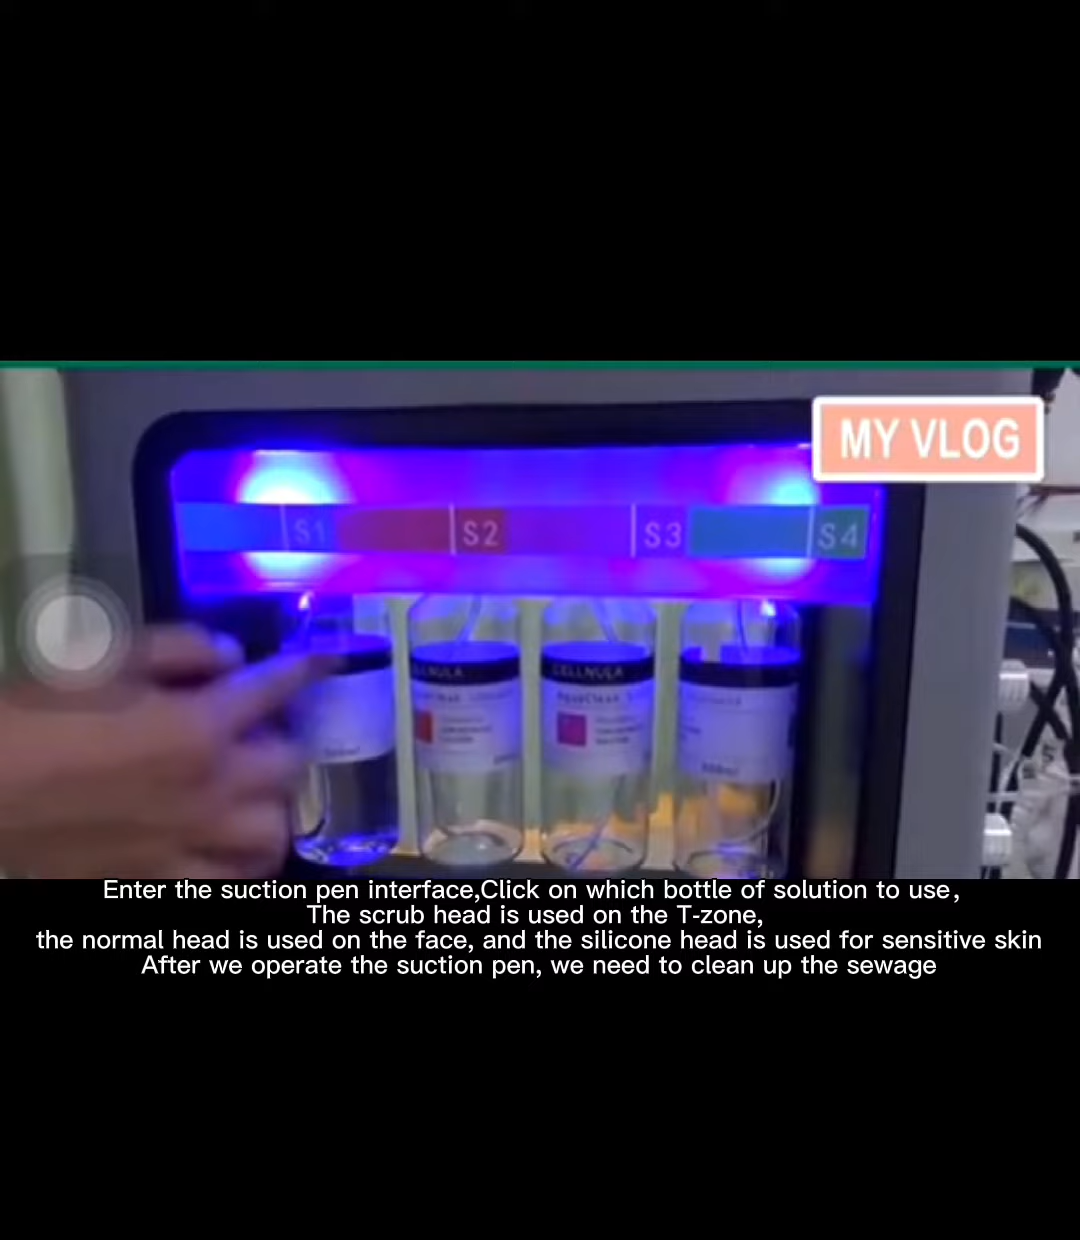 MY VLOG
S1
S2
S3
S4
CELLNULA
Enter the suction pen interface,Click on which bottle of solution to use,
The scrub head is used on the T-zone,
the normal head is used on the face, and the silicone head is used for sensitive skin
After we operate the suction pen, we need to clean up the sewage